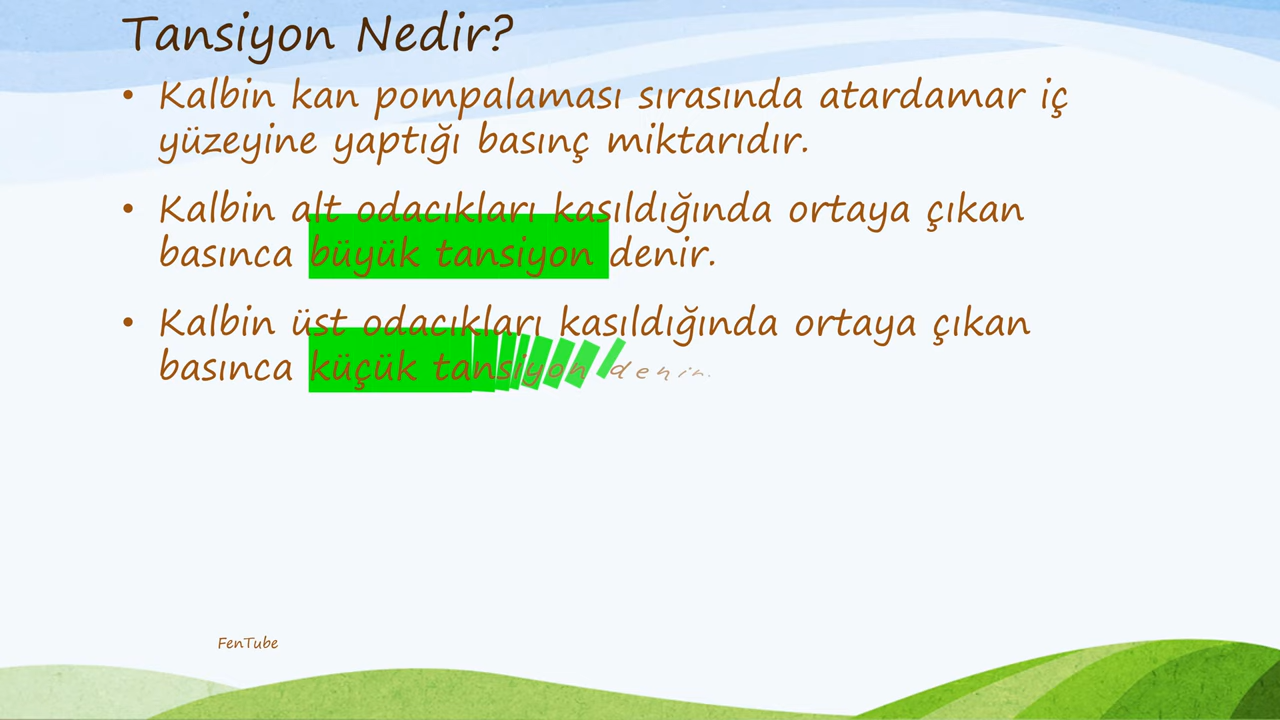 Tansiyon Nedir?
• Kalbin kan pompalaması sırasında atardamar iç
yüzeyine yaptığı basınç miktarıdır.
• Kalbin alt odacıkları kasıldığında ortaya çıkan
basınca büyük tansiyon denir.
• Kalbin üst odacıkları kasıldığında ortaya çıkan
basınca küçük tansiyon denir.
FenTube